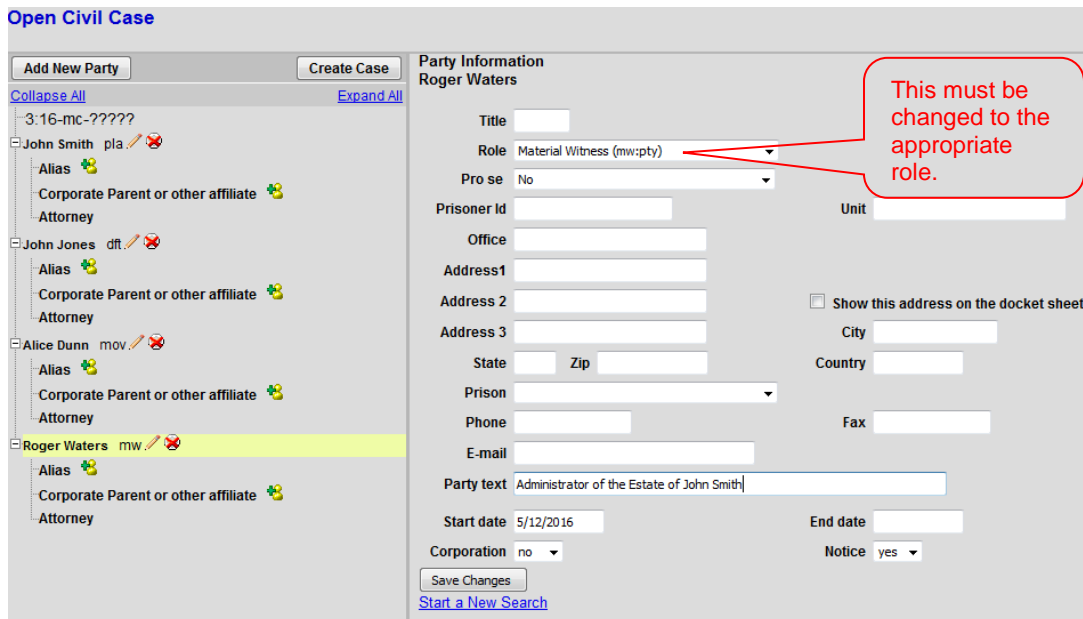 Open Civil Case
Add New Party Create Case
Collapse All Expand All
3:16-mc-?????
John Smith pla
Alias
Corporate Parent or other affiliate
Attorney
John Jones dft
Alias
Corporate Parent or other affiliate
Attorney
Alice Dunn mov
Alias
Corporate Parent or other affiliate
Attorney
Roger Waters mw
Alias
Corporate Parent or other affiliate
Attorney
Party Information
Roger Waters
Title
Role Material Witness (mw:pty)
Pro se No
Prisoner Id Unit
Office
Address1
Address 2 Show this address on the docket sheet
Address 3 City
State Zip Country
Prison
Phone Fax
E-mail
Party text Administrator of the Estate of John Smith
Start date 5/12/2016 End date
Corporation no Notice yes
Save Changes
Start a New Search
This must be
changed to the
appropriate
role.